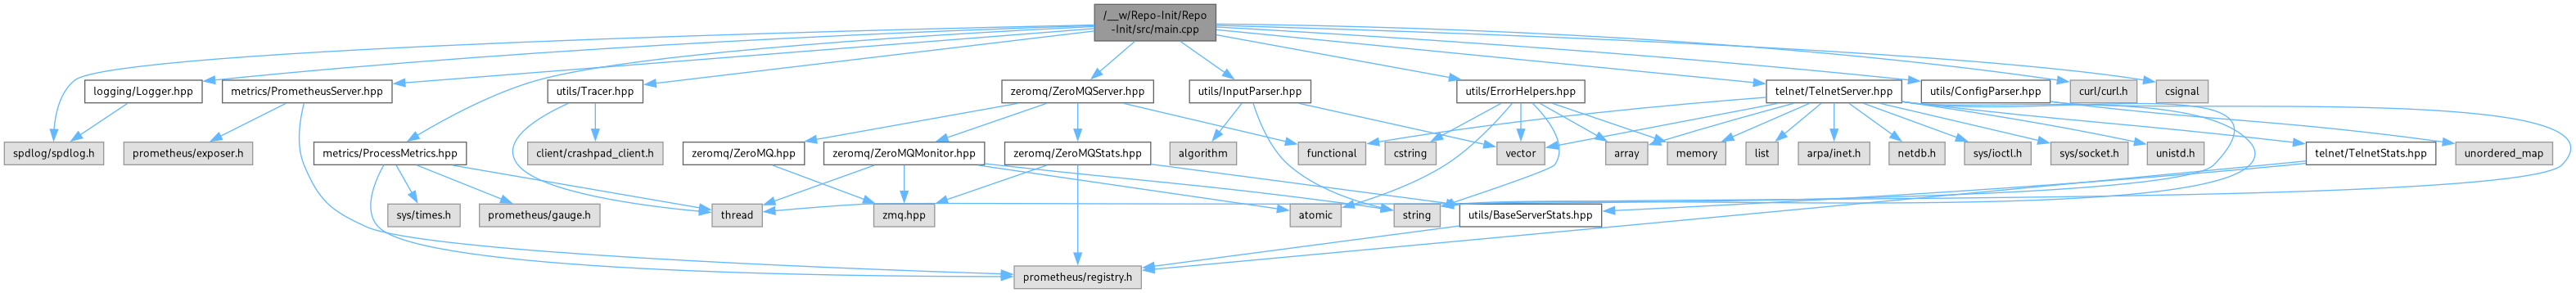 /__w/Repo-Init/Repo
-Init/src/main.cpp
logging/Logger.hpp
metrics/PrometheusServer.hpp
utils/Tracer.hpp
zeromq/ZeroMQServer.hpp
utils/InputParser.hpp
utils/ErrorHelpers.hpp
telnet/TelnetServer.hpp
utils/ConfigParser.hpp
curl/curl.h
csignal
spdlog/spdlog.h
prometheus/exposer.h
metrics/ProcessMetrics.hpp
client/crashpad_client.h
zeromq/ZeroMQ.hpp
zeromq/ZeroMQMonitor.hpp
zeromq/ZeroMQStats.hpp
algorithm
functional
cstring
vector
array
memory
list
arpa/inet.h
netdb.h
sys/ioctl.h
sys/socket.h
unistd.h
telnet/TelnetStats.hpp
unordered_map
sys/times.h
prometheus/gauge.h
thread
zmq.hpp
atomic
string
utils/BaseServerStats.hpp
prometheus/registry.h